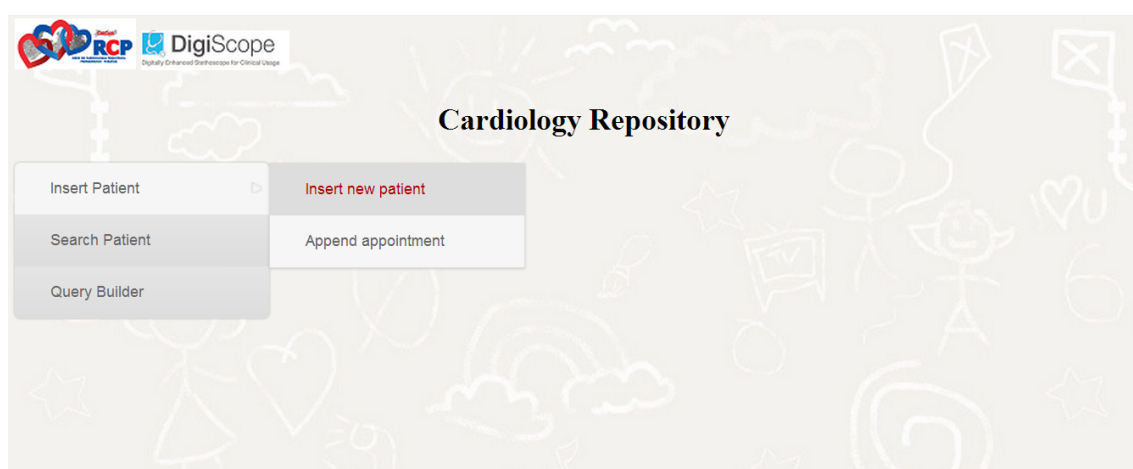 RCP
DigiScope
Digitally Enhanced Stethoscope for Clinical Usage
Cardiology Repository
Insert Patient
Insert new patient
Search Patient
Append appointment
Query Builder
TV